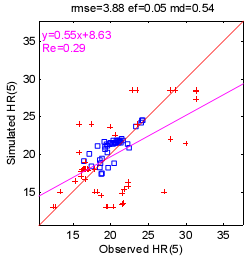 rmse=3.88 ef=0.05 md=0.54
y=0.55x+8.63
Re=0.29
Simulated HR(5)
35
30
25
20
15
15
20
25
30
35
Observed HR(5)